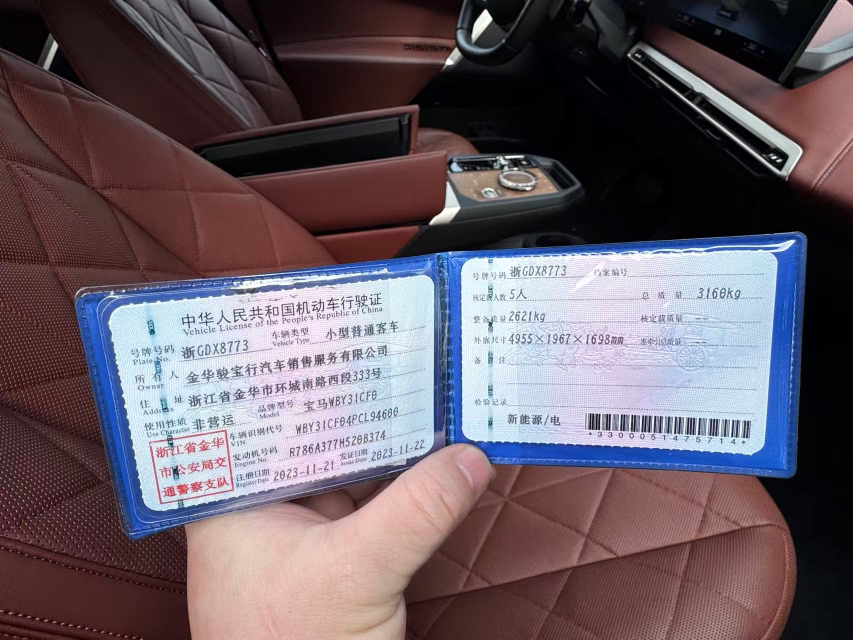 中华人民共和国机动车行驶证
Vehicle License of the People's Republic of China
号牌号码 浙GDX8773 车辆类型 小型普通客车
Plate No. Vehicle Type
所有人 金华骏宝行汽车销售服务有限公司
Owner
住址 浙江省金华市环城南路西段333号
Address
使用性质 非营运 品牌型号 宝马WBY31CF0
Use Character Model
浙江省金华
市公安局交
通警察支队
车辆识别代号 WBY31CF04PCL94600
VIN
发动机号码 R786A377H5208374
Engine No.
注册日期 2023-11-21 发证日期 2023-11-22
Register Date Issue Date
号牌号码 浙GDX8773 档案编号
核定载人数 5人 总质量 3160kg
整备质量 2621kg 核定载质量 --
外廓尺寸 4955×1967×1698mm 准牵引总质量 --
备注
检验记录
新能源/电
*3300051475714*